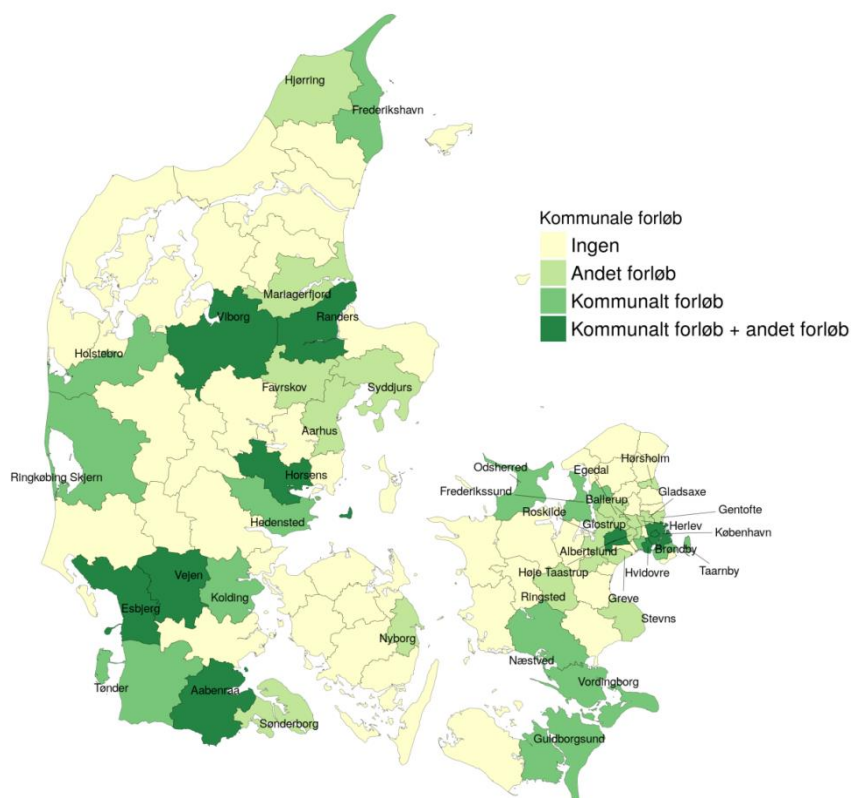 Hjørring
Frederikshavn
Kommunale forløb
Ingen
Andet forløb
Kommunalt forløb
Kommunalt forløb + andet forløb
Mariagerfjord
Viborg
Randers
Holstebro
Favrskov
Syddjurs
Aarhus
Ringkøbing Skjern
Horsens
Hedensted
Odsherred
Egedal
Hørsholm
Frederikssund
Ballerup
Gladsaxe
Roskilde
Gentofte
Glostrup
Herlev
København
Albertslund
Brøndby
Høje Taastrup
Hvidovre
Taarnby
Ringsted
Greve
Stevns
Vejen
Kolding
Esbjerg
Nyborg
Næstved
Tønder
Aabenraa
Vordingborg
Sønderborg
Guldborgsund